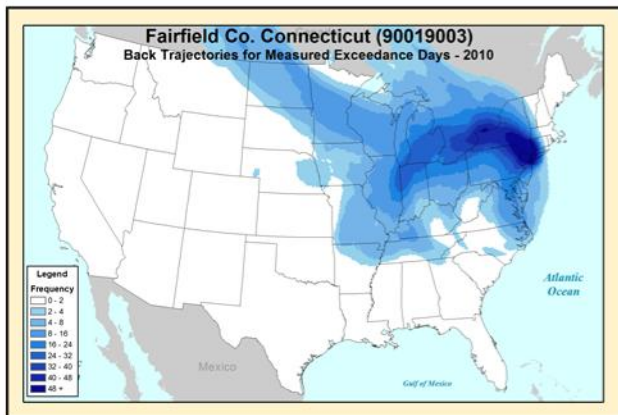 Fairfield Co. Connecticut (90019003)
Back Trajectories for Measured Exceedance Days - 2010
Legend
Frequency
0 - 2
2 - 4
4 - 8
8 - 16
16 - 24
24 - 32
32 - 40
40 - 48
48 +
Mexico
Gulf of Mexico
Atlantic
Ocean